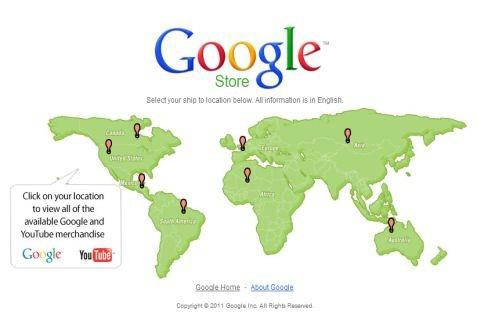 Google™
Store
Select your ship to location below. All information is in English.
Canada
United States
Mexico
South America
Europe
Africa
Asia
Australia
Click on your location
to view all of the
available Google and
YouTube merchandise
Google YouTube
Google Home - About Google
Copyright © 2011 Google Inc. All Rights Reserved.